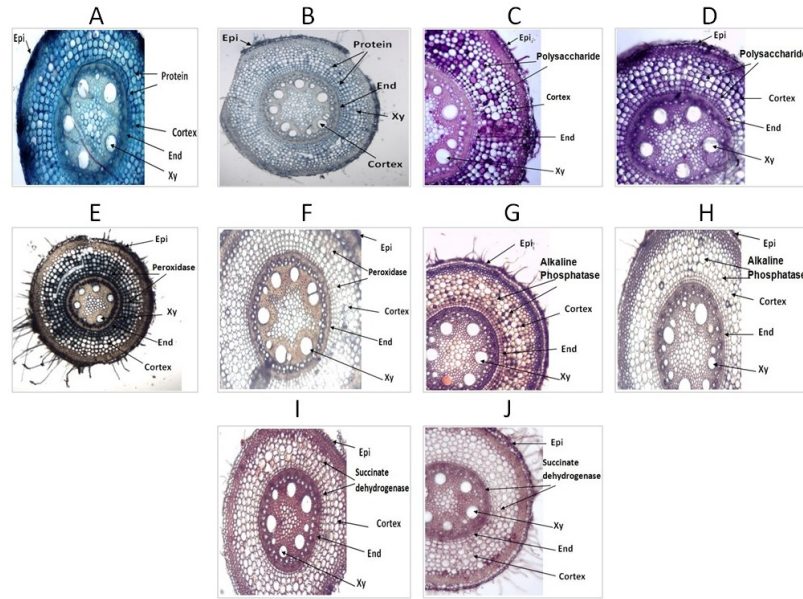 A
B
C
D
Epi
Protein
Cortex
End
Xy
Epi
Protein
End
Xy
Cortex
Epi
Polysaccharide
Cortex
End
Xy
Epi
Polysaccharide
Cortex
End
Xy
E
F
G
H
Epi
Peroxidase
Xy
End
Cortex
Epi
Peroxidase
Cortex
End
Xy
Epi
Alkaline
Phosphatase
Cortex
End
Xy
Epi
Alkaline
Phosphatase
Cortex
End
Xy
I
J
Epi
Succinate
dehydrogenase
Cortex
End
Xy
Epi
Succinate
dehydrogenase
Xy
End
Cortex